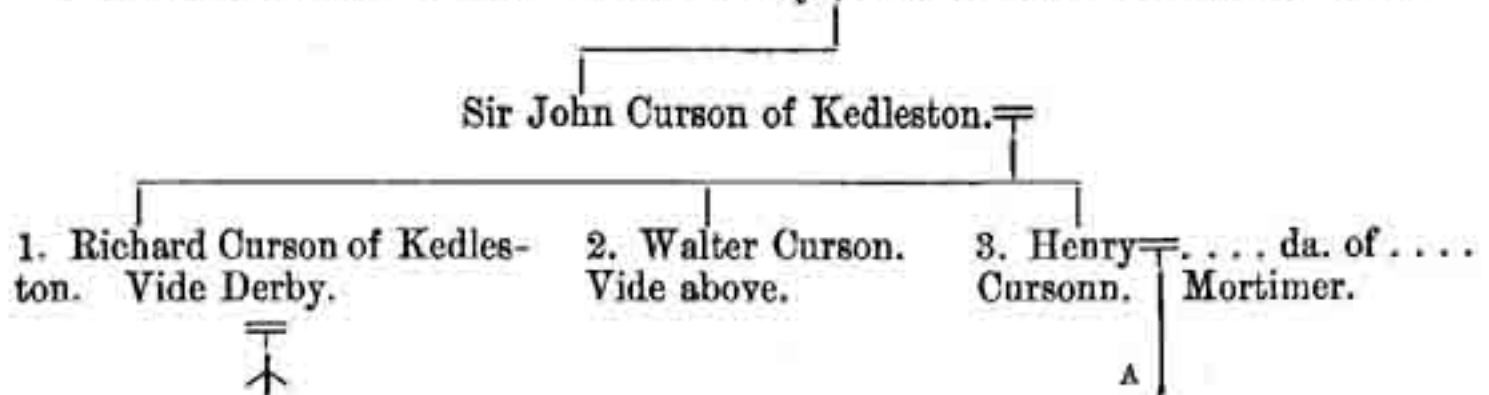 Sir John Curson of Kedleston.
1. Richard Curson of Kedles-
ton. Vide Derby.
2. Walter Curson.
Vide above.
3. Henry . . . . da. of . . . .
Cursonn. Mortimer.
A